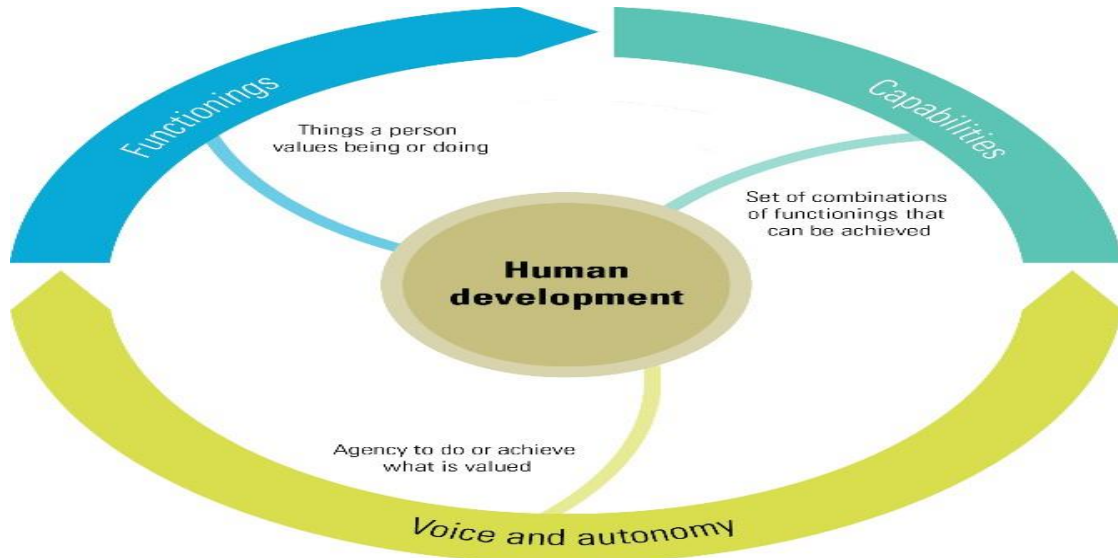 Functionings
Things a person
values being or doing
Capabilities
Set of combinations
of functionings that
can be achieved
Human
development
Agency to do or achieve
what is valued
Voice and autonomy